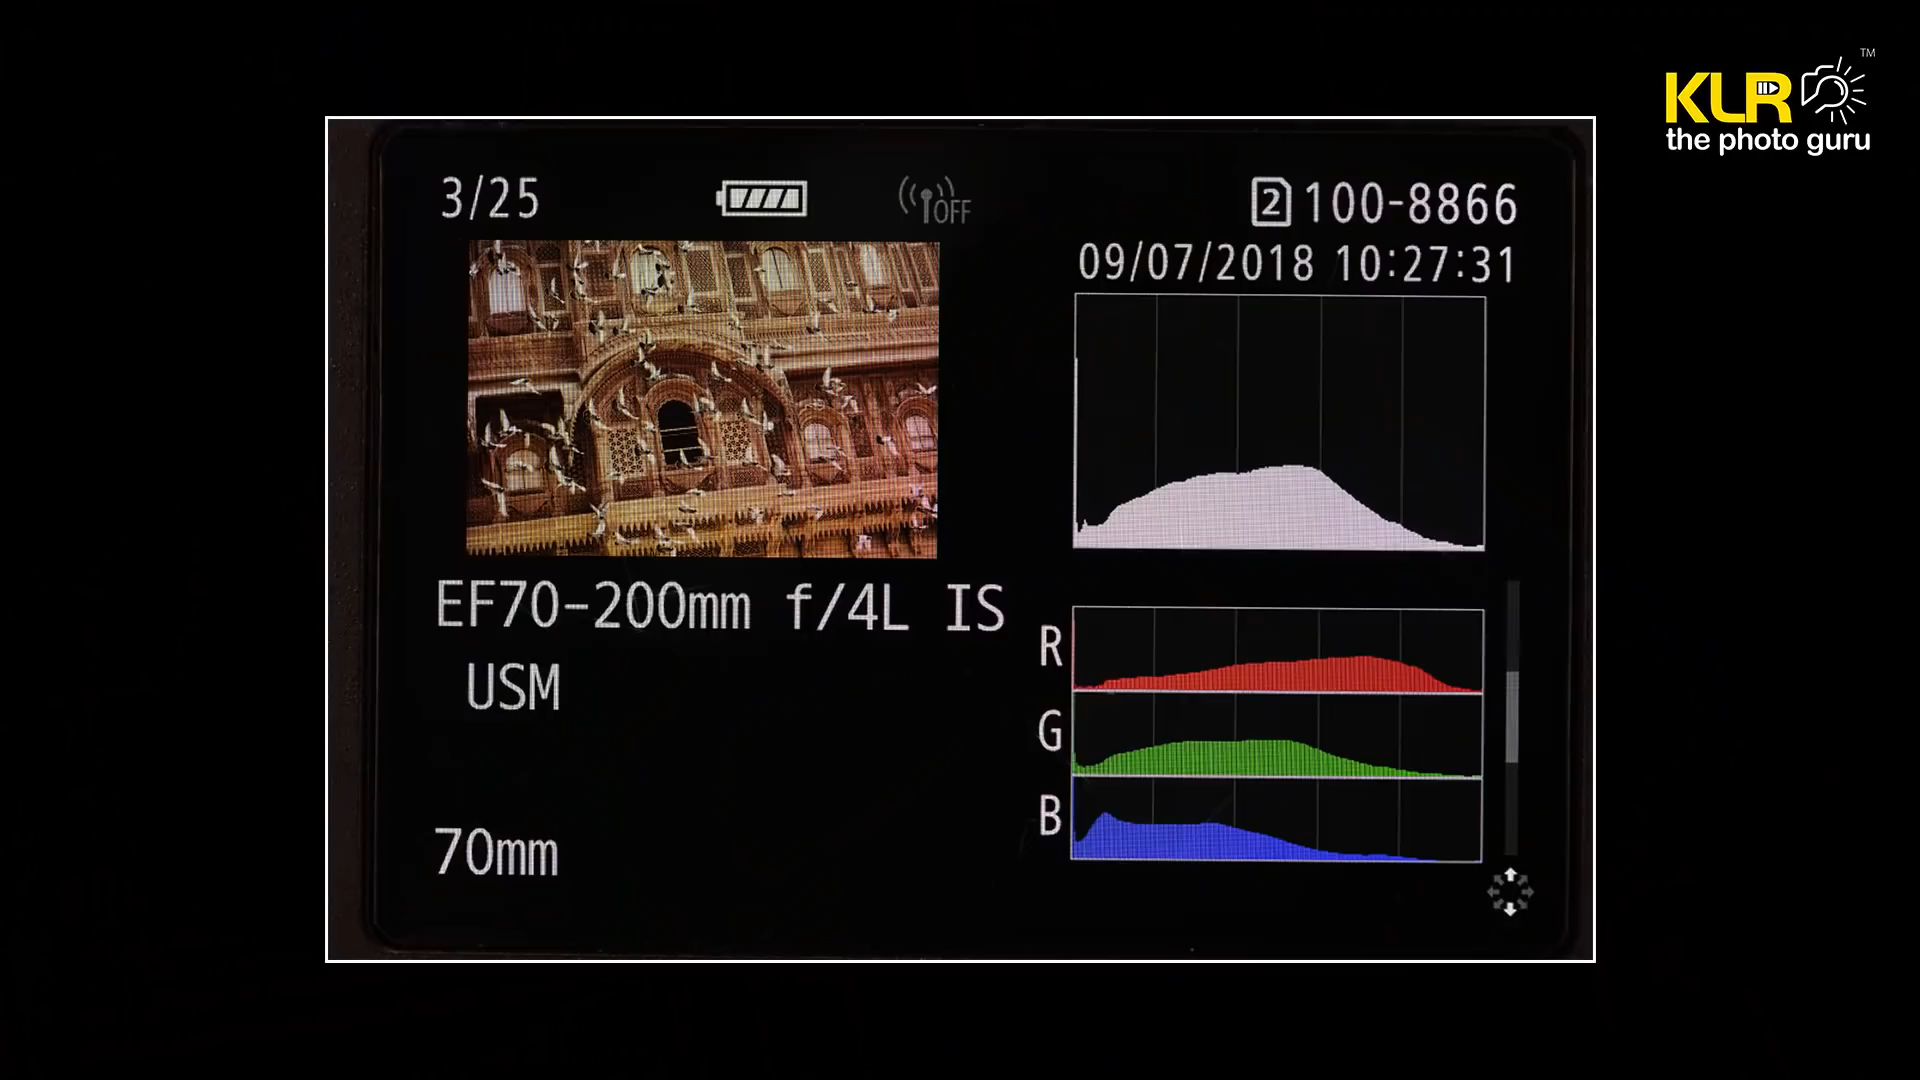 KLR
TM
the photo guru
3/25
OFF
2 100-8866
09/07/2018 10:27:31
EF70-200mm f/4L IS
USM
70mm
R
G
B